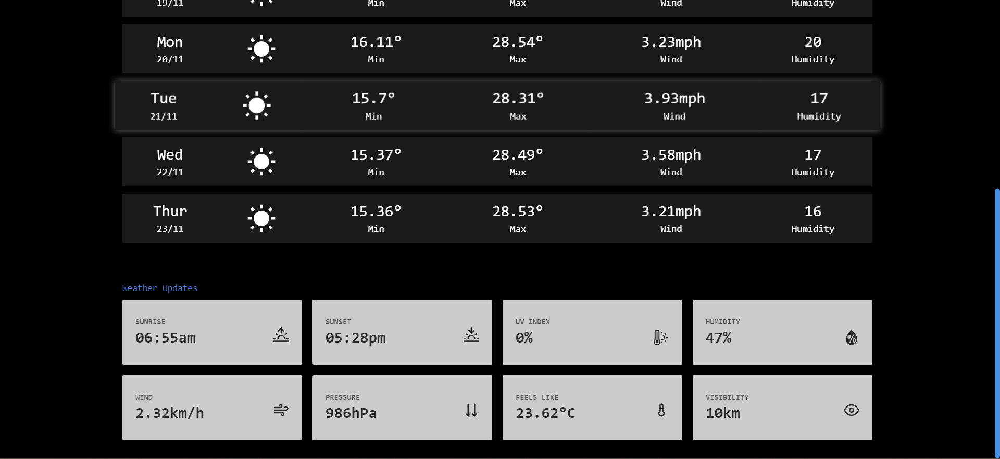 19/11 Min Max Wind Humidity
Mon 16.11° 28.54° 3.23mph 20
20/11 Min Max Wind Humidity
Tue 15.7° 28.31° 3.93mph 17
21/11 Min Max Wind Humidity
Wed 15.37° 28.49° 3.58mph 17
22/11 Min Max Wind Humidity
Thur 15.36° 28.53° 3.21mph 16
23/11 Min Max Wind Humidity
Weather Updates
SUNRISE SUNSET UV INDEX HUMIDITY
06:55am 05:28pm 0% 47%
%
WIND PRESSURE FEELS LIKE VISIBILITY
2.32km/h 986hPa 23.62°C 10km